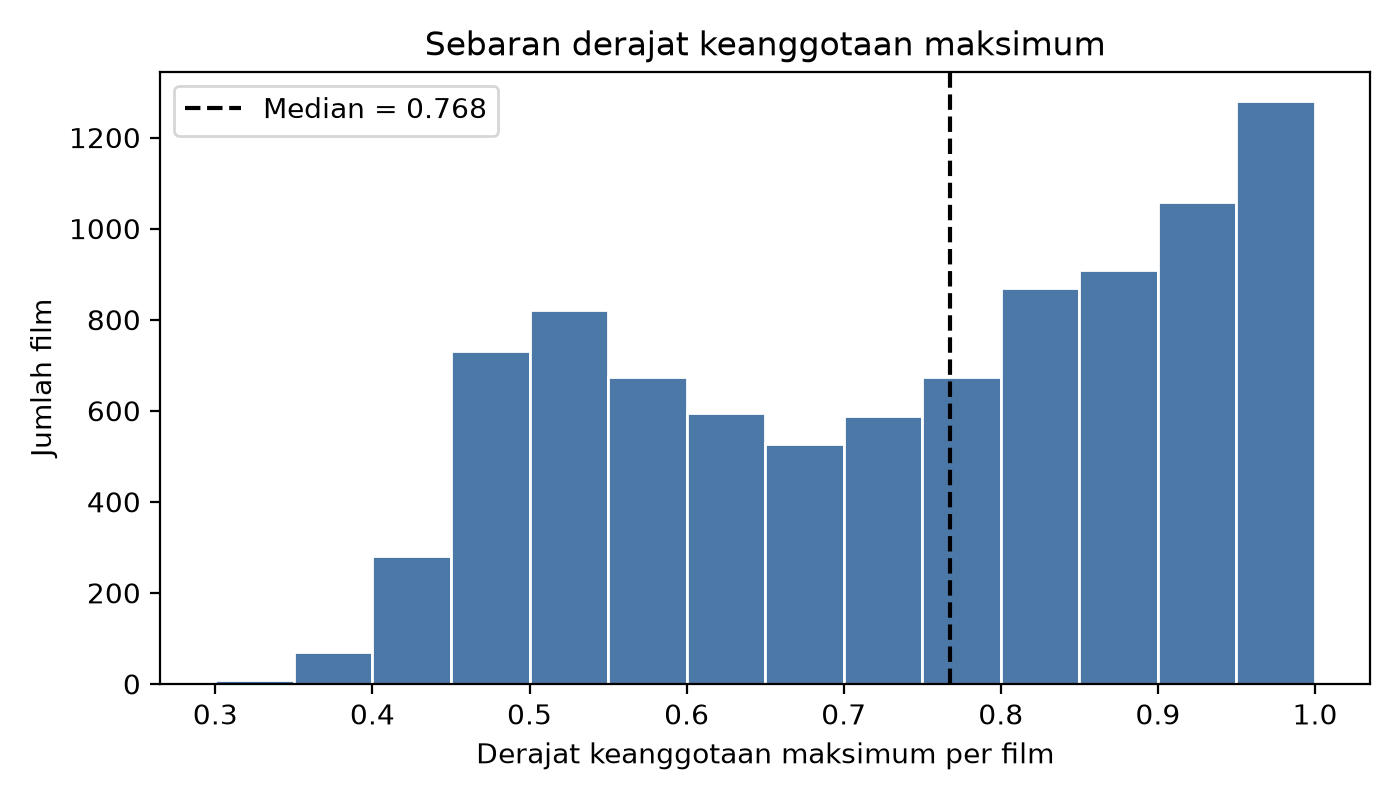 Sebaran derajat keanggotaan maksimum
Median = 0.768
1200
1000
800
600
400
200
0
Jumlah film
0.3 0.4 0.5 0.6 0.7 0.8 0.9 1.0
Derajat keanggotaan maksimum per film